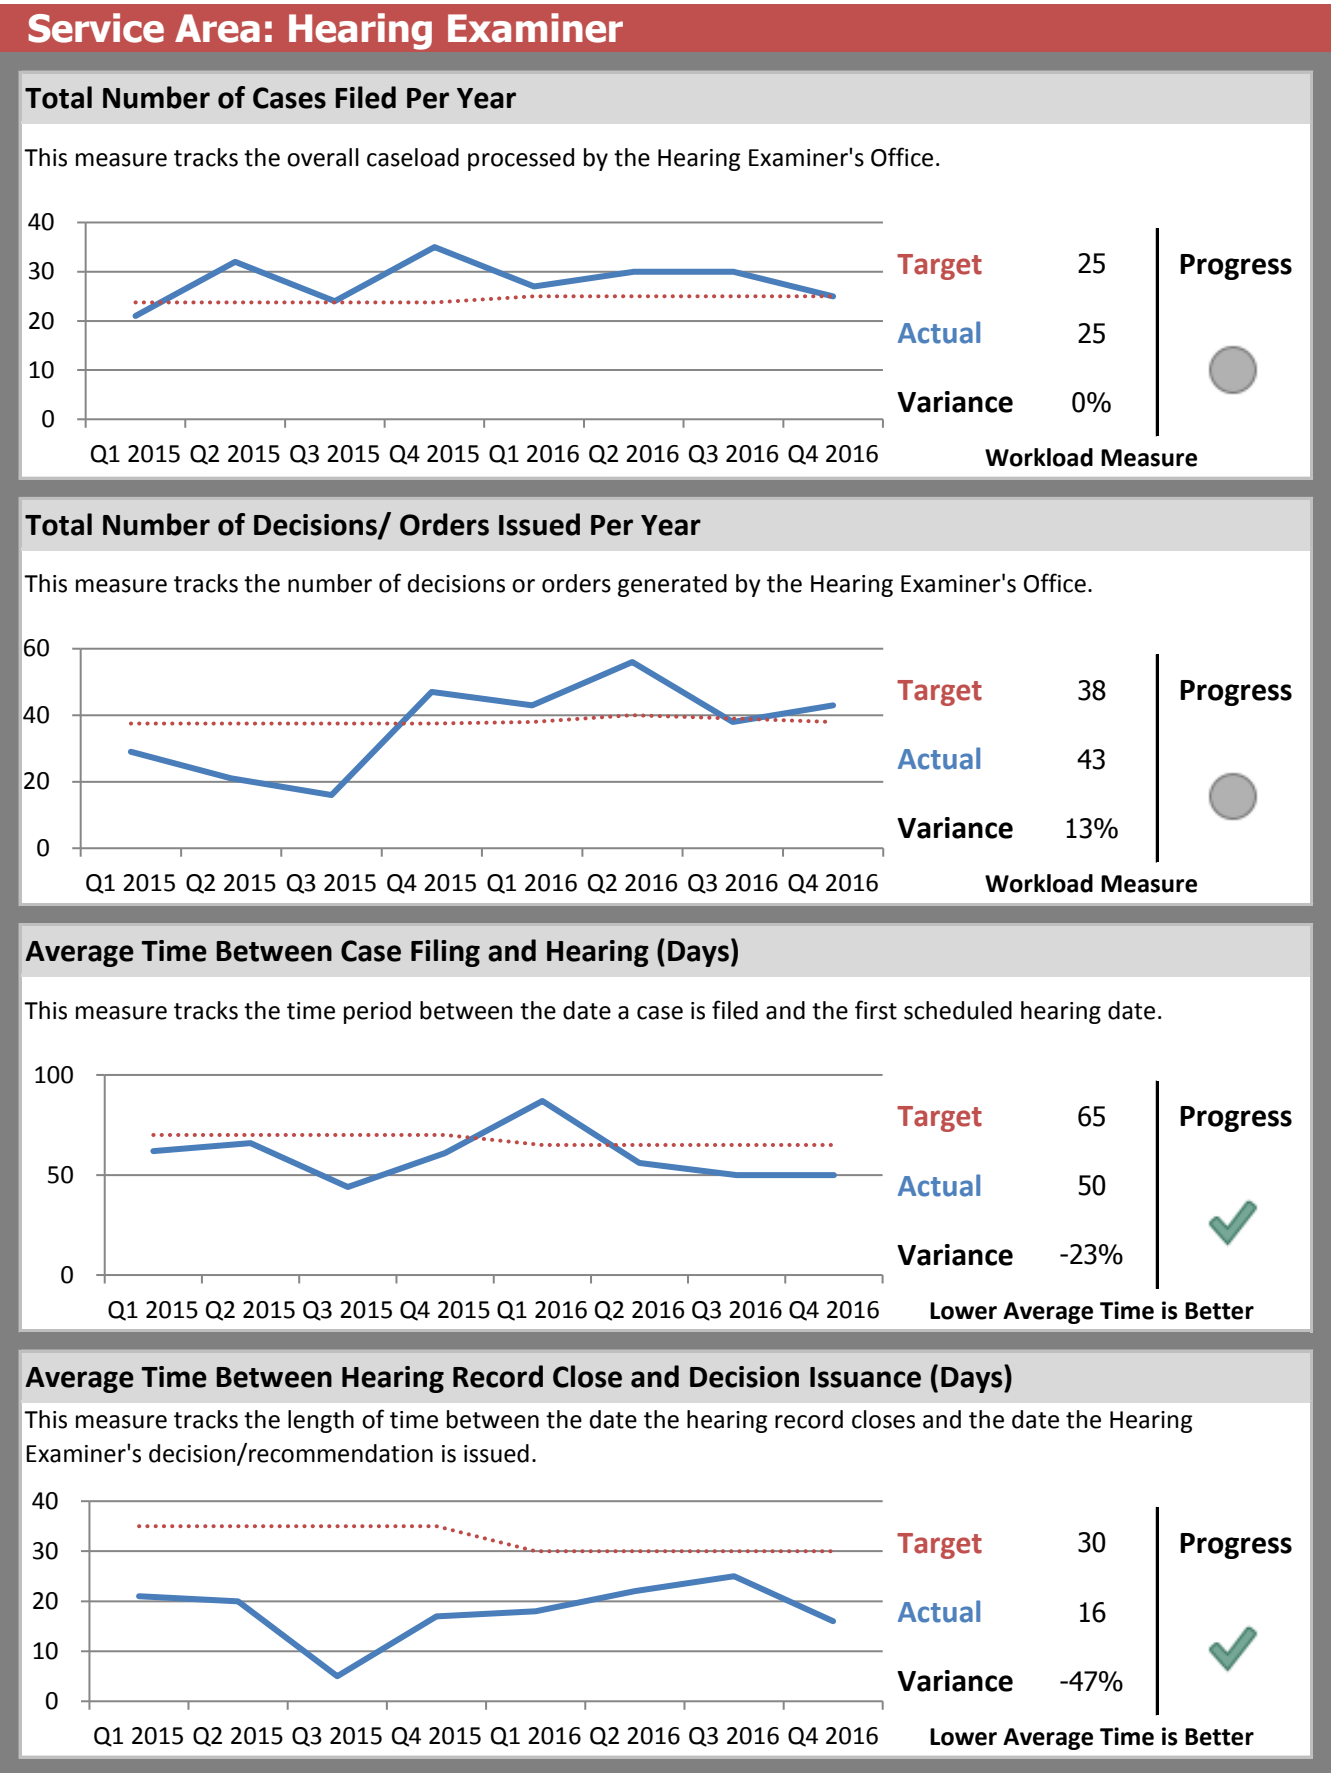 Service Area: Hearing Examiner
Total Number of Cases Filed Per Year
This measure tracks the overall caseload processed by the Hearing Examiner's Office.
40
30
20
10
0
Q1 2015 Q2 2015 Q3 2015 Q4 2015 Q1 2016 Q2 2016 Q3 2016 Q4 2016
Target 25 Progress
Actual 25
Variance 0%
Workload Measure
Total Number of Decisions/ Orders Issued Per Year
This measure tracks the number of decisions or orders generated by the Hearing Examiner's Office.
60
40
20
0
Q1 2015 Q2 2015 Q3 2015 Q4 2015 Q1 2016 Q2 2016 Q3 2016 Q4 2016
Target 38 Progress
Actual 43
Variance 13%
Workload Measure
Average Time Between Case Filing and Hearing (Days)
This measure tracks the time period between the date a case is filed and the first scheduled hearing date.
100
50
0
Q1 2015 Q2 2015 Q3 2015 Q4 2015 Q1 2016 Q2 2016 Q3 2016 Q4 2016
Target 65 Progress
Actual 50
Variance -23%
Lower Average Time is Better
Average Time Between Hearing Record Close and Decision Issuance (Days)
This measure tracks the length of time between the date the hearing record closes and the date the Hearing
Examiner's decision/recommendation is issued.
40
30
20
10
0
Q1 2015 Q2 2015 Q3 2015 Q4 2015 Q1 2016 Q2 2016 Q3 2016 Q4 2016
Target 30 Progress
Actual 16
Variance -47%
Lower Average Time is Better